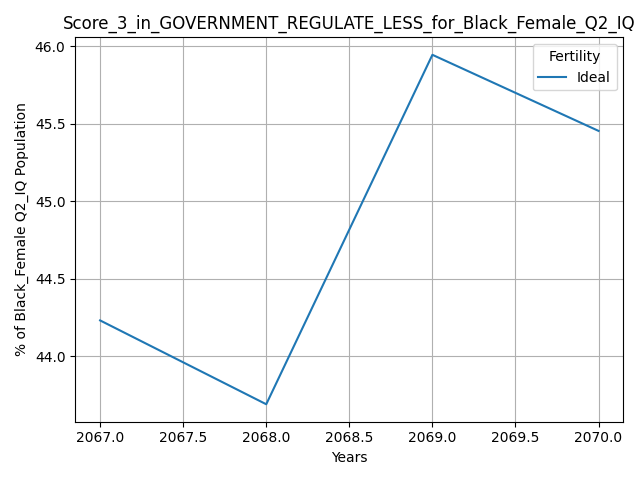 Score_3_in_GOVERNMENT_REGULATE_LESS_for_Black_Female_Q2_IQ
Fertility
Ideal
46.0
45.5
45.0
44.5
44.0
% of Black_Female Q2_IQ Population
2067.0 2067.5 2068.0 2068.5 2069.0 2069.5 2070.0
Years